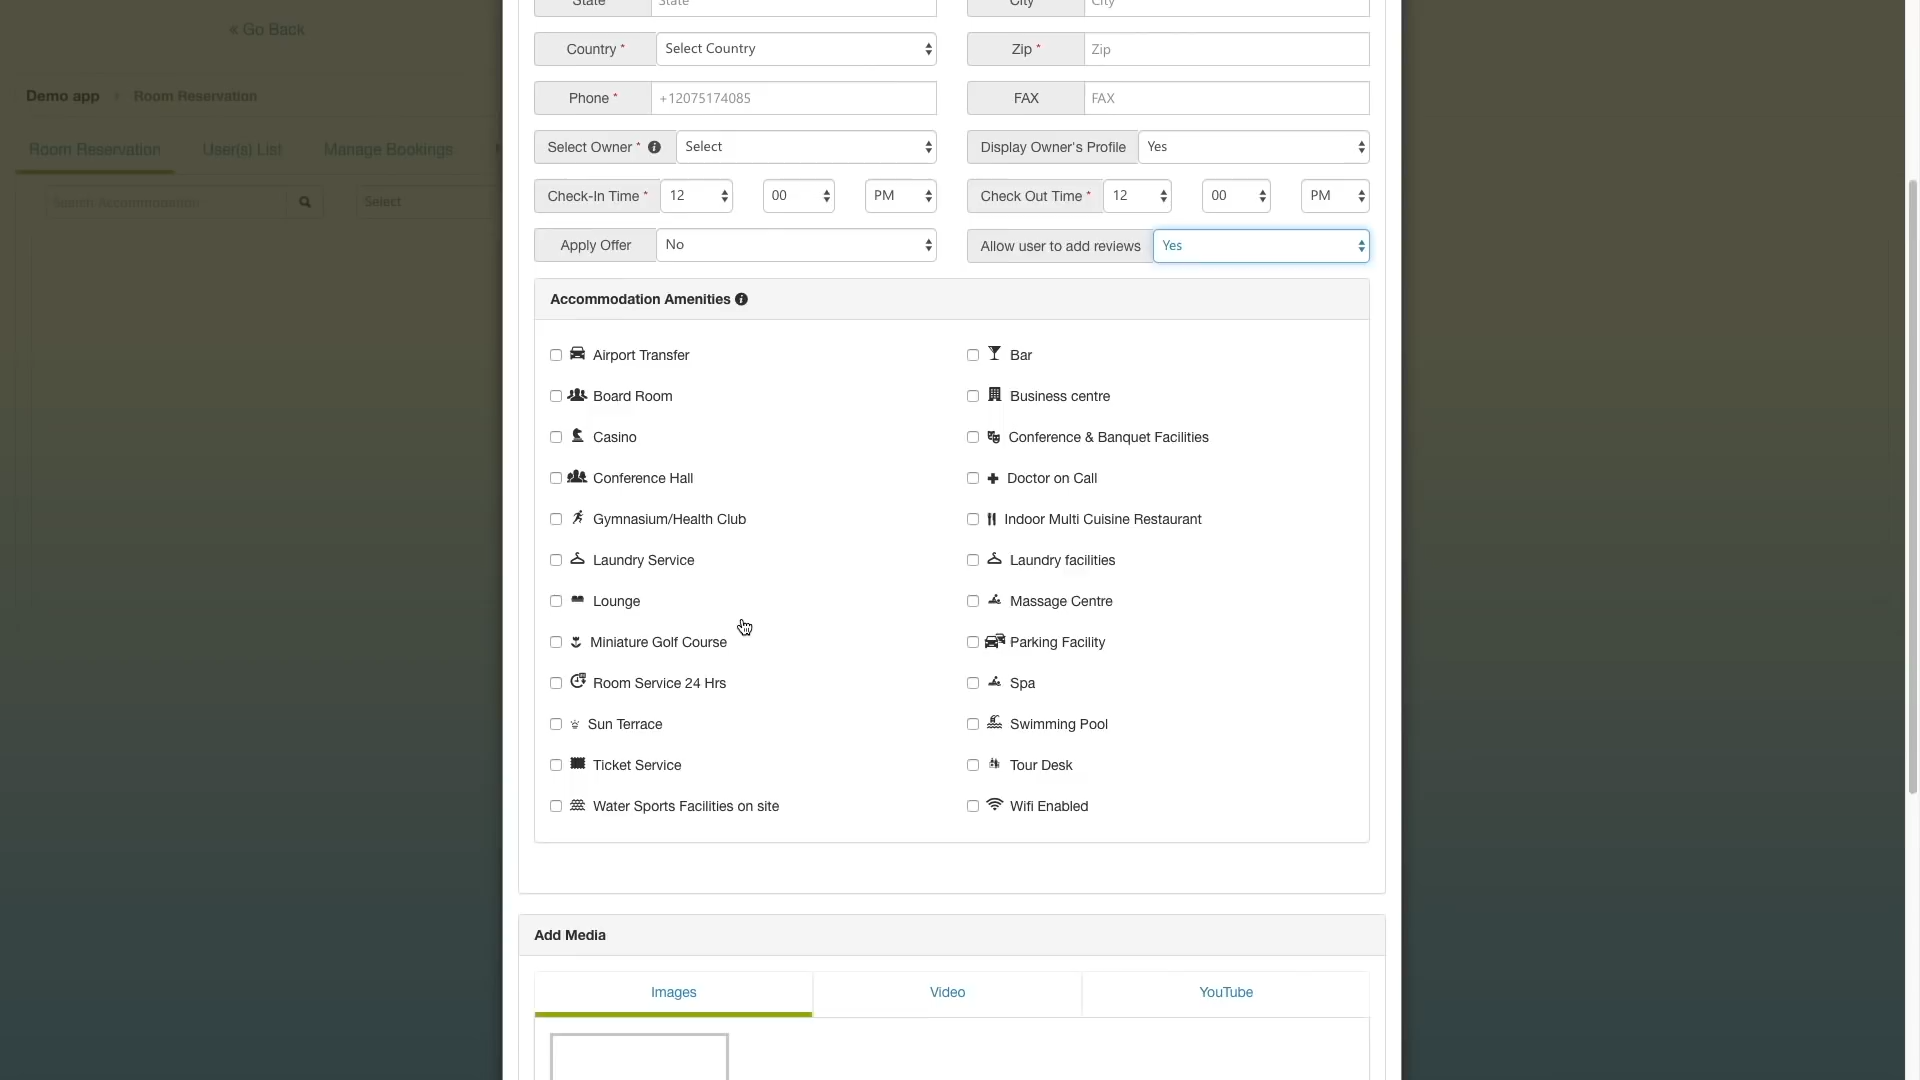 State State City City
« Go Back
Country * Select Country Zip * Zip
Demo app › Room Reservation
Phone * +12075174085 FAX FAX
Room Reservation User(s) List Manage Bookings
Select Owner * Select Display Owner's Profile Yes
Check-In Time * 12 00 PM Check Out Time * 12 00 PM
Search Accommodation Select
Apply Offer No Allow user to add reviews Yes
Accommodation Amenities
Airport Transfer Bar
Board Room Business centre
Casino Conference & Banquet Facilities
Conference Hall Doctor on Call
Gymnasium/Health Club Indoor Multi Cuisine Restaurant
Laundry Service Laundry facilities
Lounge Massage Centre
Miniature Golf Course Parking Facility
Room Service 24 Hrs Spa
Sun Terrace Swimming Pool
Ticket Service Tour Desk
Water Sports Facilities on site Wifi Enabled
Add Media
Images Video YouTube